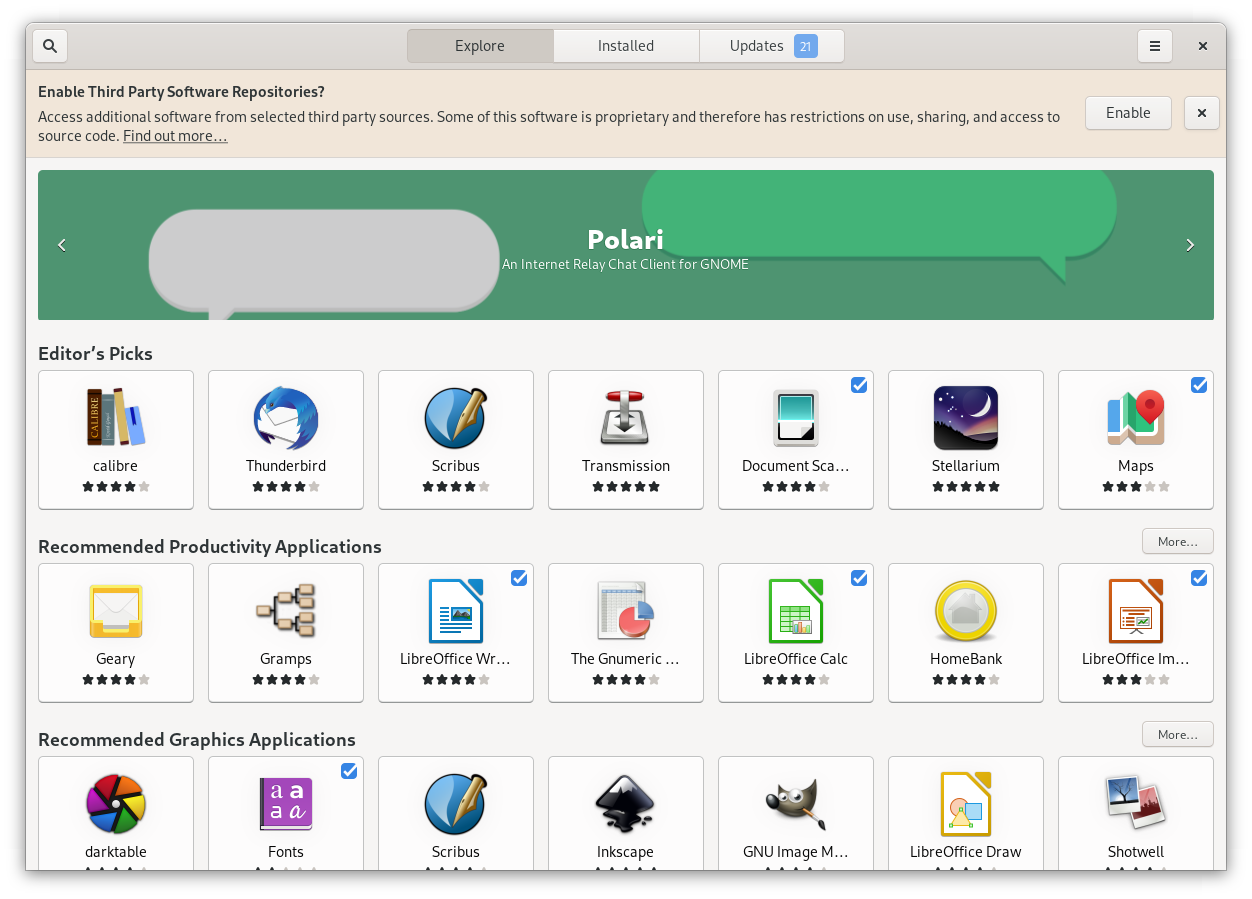 Explore
Installed
Updates 21
Enable Third Party Software Repositories?
Access additional software from selected third party sources. Some of this software is proprietary and therefore has restrictions on use, sharing, and access to
source code. Find out more…
Enable
Polari
An Internet Relay Chat Client for GNOME
Editor’s Picks
CALIBRE
calibre
Thunderbird
Scribus
Transmission
Document Sca…
Stellarium
Maps
Recommended Productivity Applications
More…
Geary
Gramps
LibreOffice Wr…
The Gnumeric …
LibreOffice Calc
HomeBank
LibreOffice Im…
Recommended Graphics Applications
More…
a a
a a
darktable
Fonts
Scribus
Inkscape
GNU Image M…
LibreOffice Draw
Shotwell